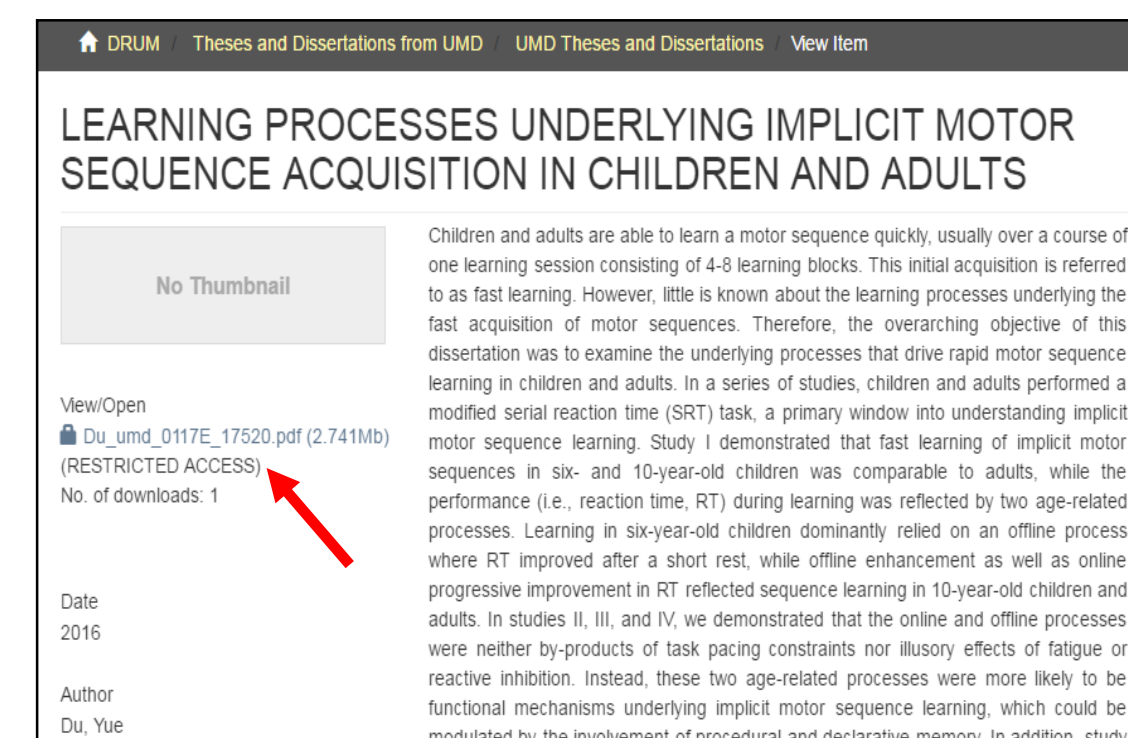 DRUM / Theses and Dissertations from UMD / UMD Theses and Dissertations / View Item
LEARNING PROCESSES UNDERLYING IMPLICIT MOTOR
SEQUENCE ACQUISITION IN CHILDREN AND ADULTS
No Thumbnail
View/Open
Du_umd_0117E_17520.pdf (2.741Mb)
(RESTRICTED ACCESS)
No. of downloads: 1
Date
2016
Author
Du, Yue
Children and adults are able to learn a motor sequence quickly, usually over a course of
one learning session consisting of 4-8 learning blocks. This initial acquisition is referred
to as fast learning. However, little is known about the learning processes underlying the
fast acquisition of motor sequences. Therefore, the overarching objective of this
dissertation was to examine the underlying processes that drive rapid motor sequence
learning in children and adults. In a series of studies, children and adults performed a
modified serial reaction time (SRT) task, a primary window into understanding implicit
motor sequence learning. Study I demonstrated that fast learning of implicit motor
sequences in six- and 10-year-old children was comparable to adults, while the
performance (i.e., reaction time, RT) during learning was reflected by two age-related
processes. Learning in six-year-old children dominantly relied on an offline process
where RT improved after a short rest, while offline enhancement as well as online
progressive improvement in RT reflected sequence learning in 10-year-old children and
adults. In studies II, III, and IV, we demonstrated that the online and offline processes
were neither by-products of task pacing constraints nor illusory effects of fatigue or
reactive inhibition. Instead, these two age-related processes were more likely to be
functional mechanisms underlying implicit motor sequence learning, which could be
modulated by the involvement of procedural and declarative memory. In addition, study